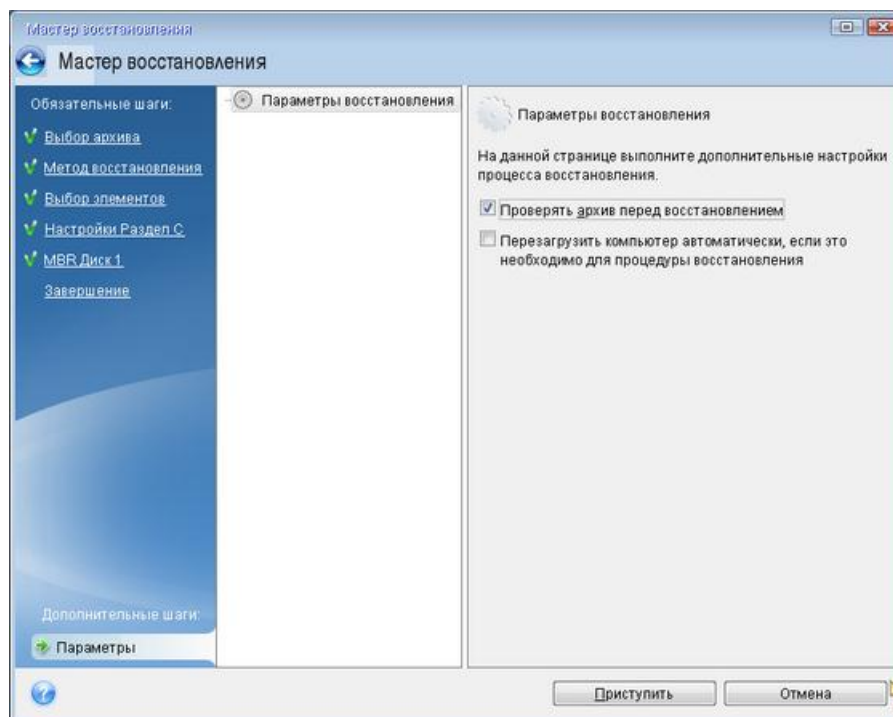 Мастер восстановления
Мастер восстановления
Обязательные шаги:
Выбор архива
Метод восстановления
Выбор элементов
Настройки Раздел C
MBR Диск 1
Завершение
Дополнительные шаги:
Параметры
Параметры восстановления
Параметры восстановления
На данной странице выполните дополнительные настройки
процесса восстановления.
Проверять архив перед восстановлением
Перезагрузить компьютер автоматически, если это
необходимо для процедуры восстановления
Приступить
Отмена